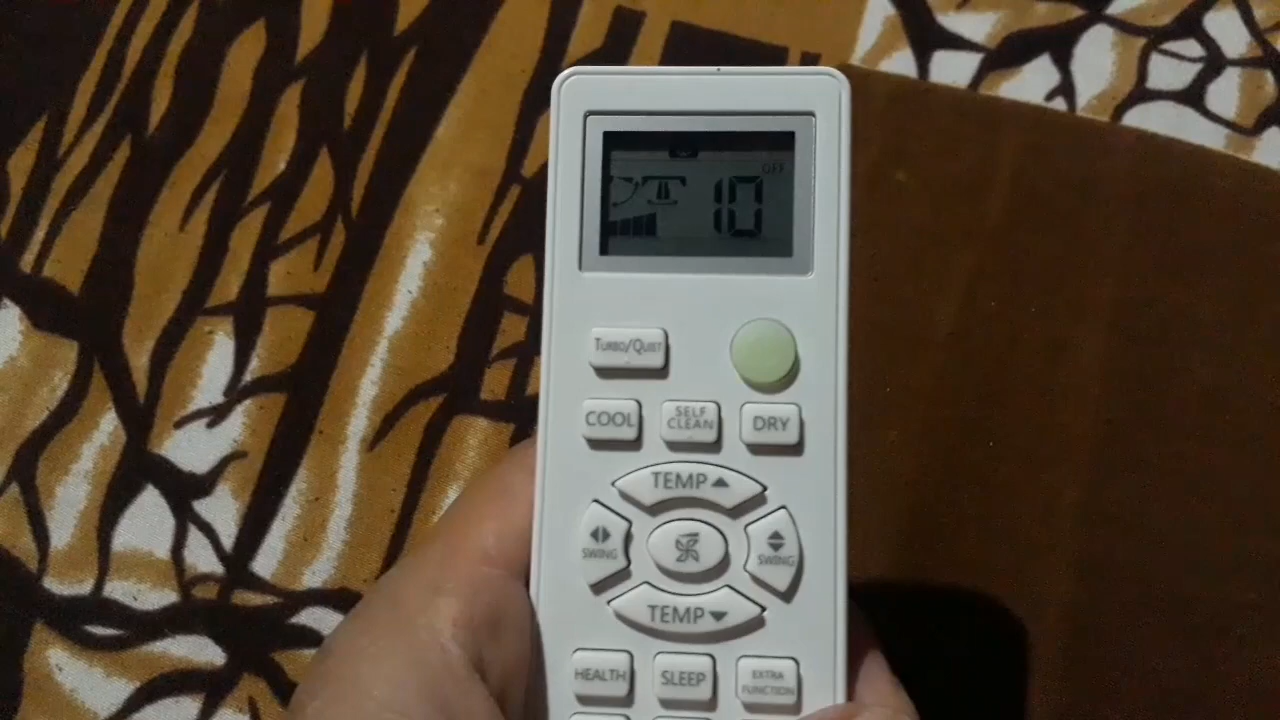 OFF
10
TURBO/QUIET
COOL
SELF
CLEAN
DRY
TEMP
SWING
SWING
TEMP
HEALTH
SLEEP
EXTRA
FUNCTION